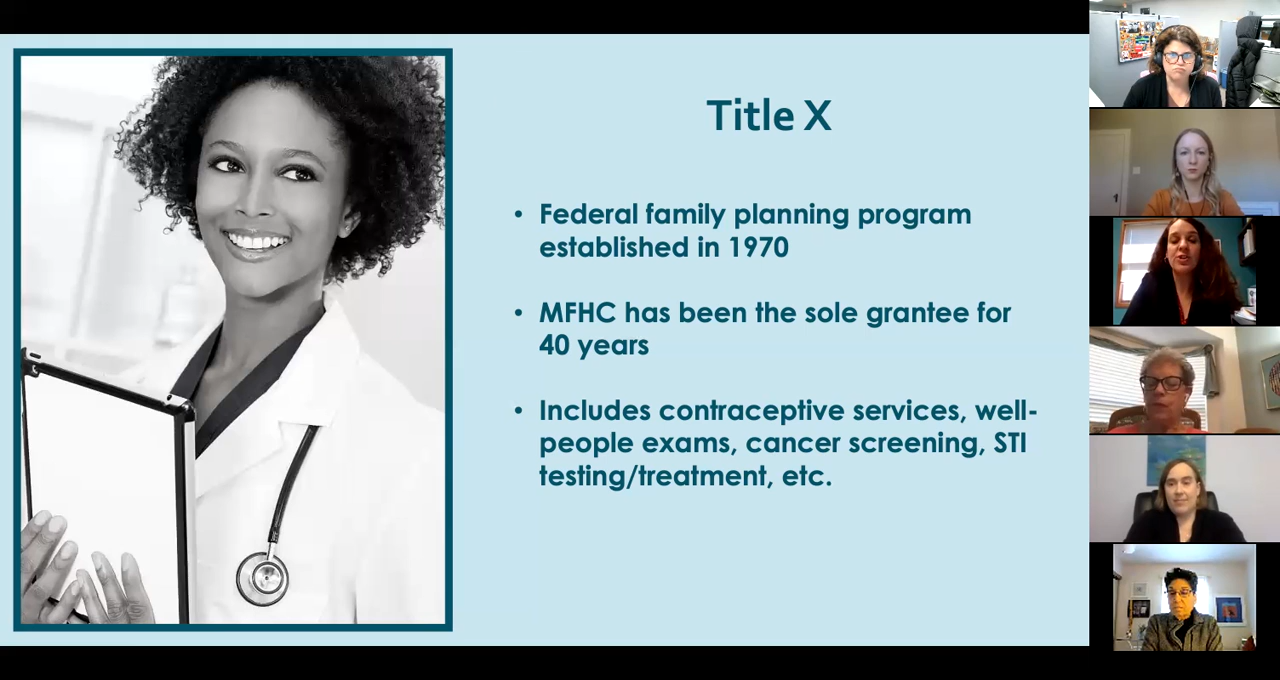 Title X
• Federal family planning program
established in 1970
• MFHC has been the sole grantee for
40 years
• Includes contraceptive services, well-
people exams, cancer screening, STI
testing/treatment, etc.